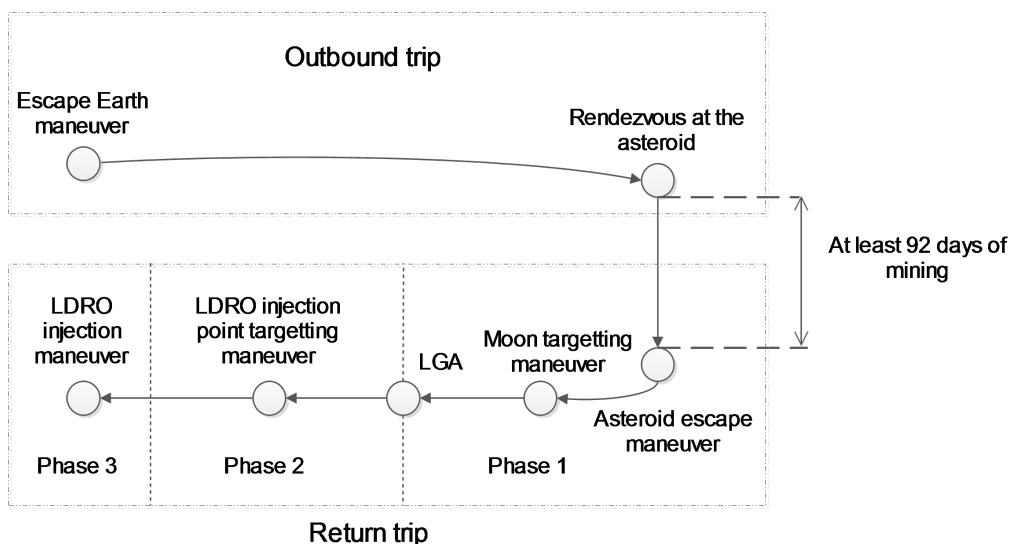 Outbound trip
Escape Earth
maneuver
Rendezvous at the
asteroid
At least 92 days of
mining
LDRO
injection
maneuver
LDRO injection
point targetting
maneuver
LGA
Moon targetting
maneuver
Asteroid escape
maneuver
Phase 3
Phase 2
Phase 1
Return trip